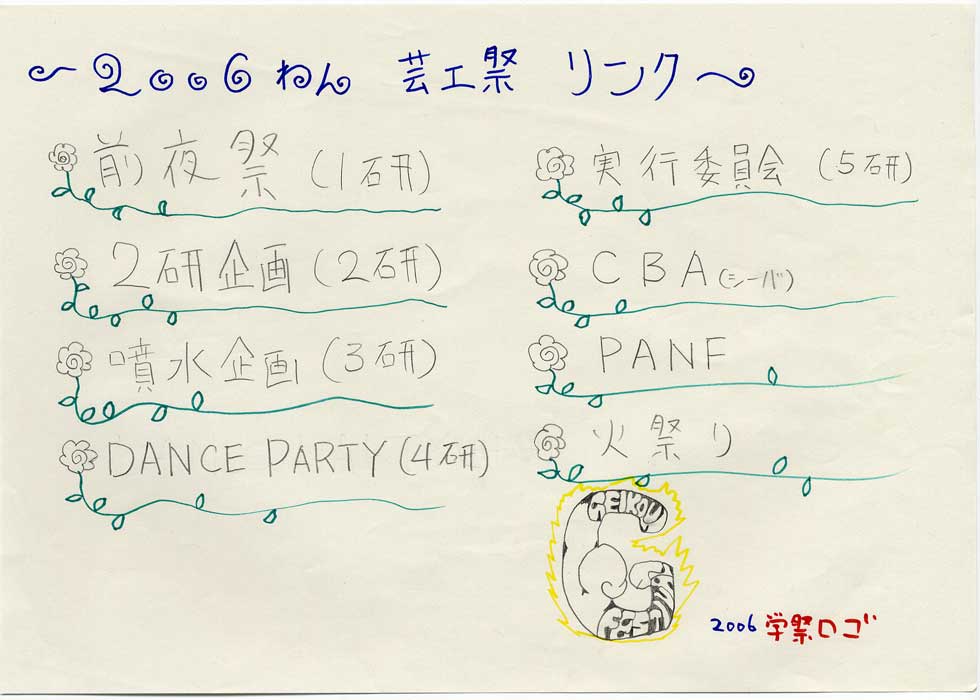 ～2006ねん 芸工祭 リンク～
前夜祭(1研)
2研企画(2研)
噴水企画(3研)
DANCE PARTY(4研)
実行委員会(5研)
CBA(シーバ)
PANF
火祭り
GEIKOU
FEST
2006 学祭ロゴ